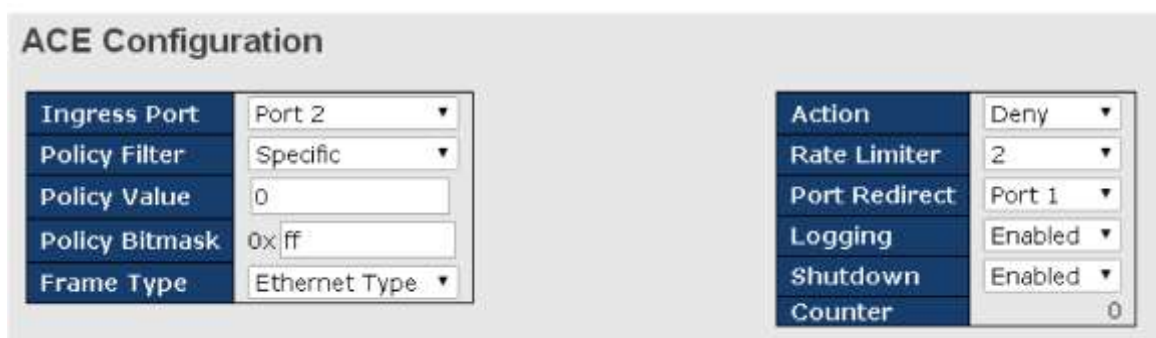 ACE Configuration
Ingress Port Port 2
Policy Filter Specific
Policy Value 0
Policy Bitmask 0x ff
Frame Type Ethernet Type
Action Deny
Rate Limiter 2
Port Redirect Port 1
Logging Enabled
Shutdown Enabled
Counter 0